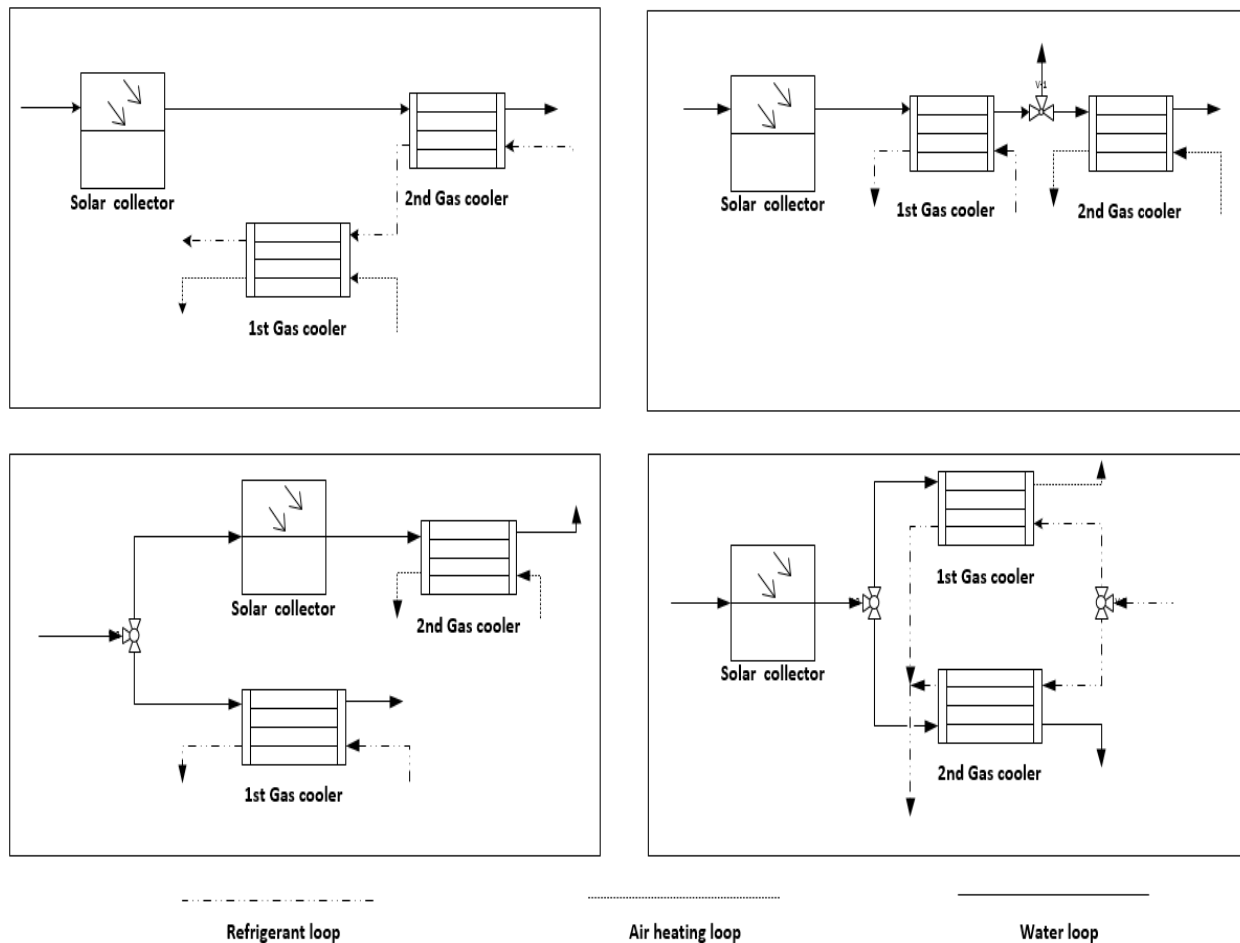 Solar collector
2nd Gas cooler
1st Gas cooler
V-1
Solar collector
1st Gas cooler
2nd Gas cooler
Solar collector
2nd Gas cooler
1st Gas cooler
1st Gas cooler
Solar collector
2nd Gas cooler
Refrigerant loop
Air heating loop
Water loop